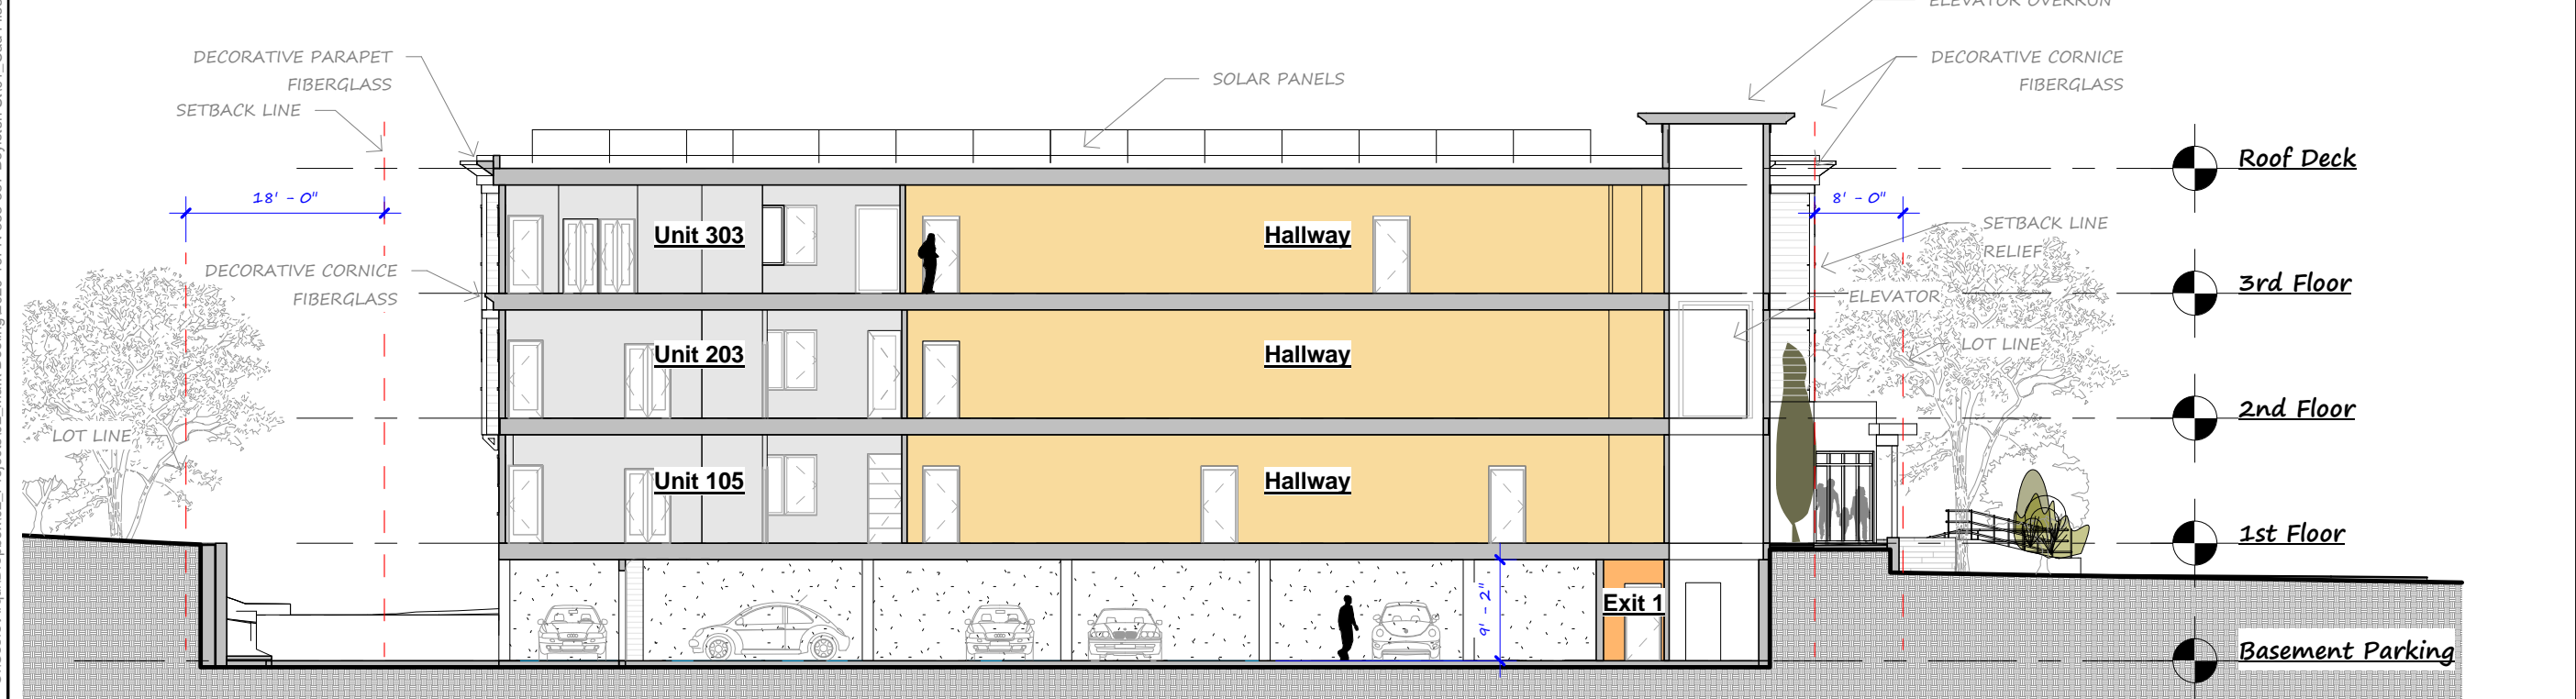 ELEVATOR OVERRUN
DECORATIVE PARAPET
FIBERGLASS
SETBACK LINE
SOLAR PANELS
DECORATIVE CORNICE
FIBERGLASS
Roof Deck
18' - 0"
8' - 0"
Unit 303
Hallway
SETBACK LINE
RELIEF
DECORATIVE CORNICE
FIBERGLASS
ELEVATOR
3rd Floor
Unit 203
Hallway
LOT LINE
2nd Floor
LOT LINE
Unit 105
Hallway
1st Floor
9' - 2"
Exit 1
Basement Parking